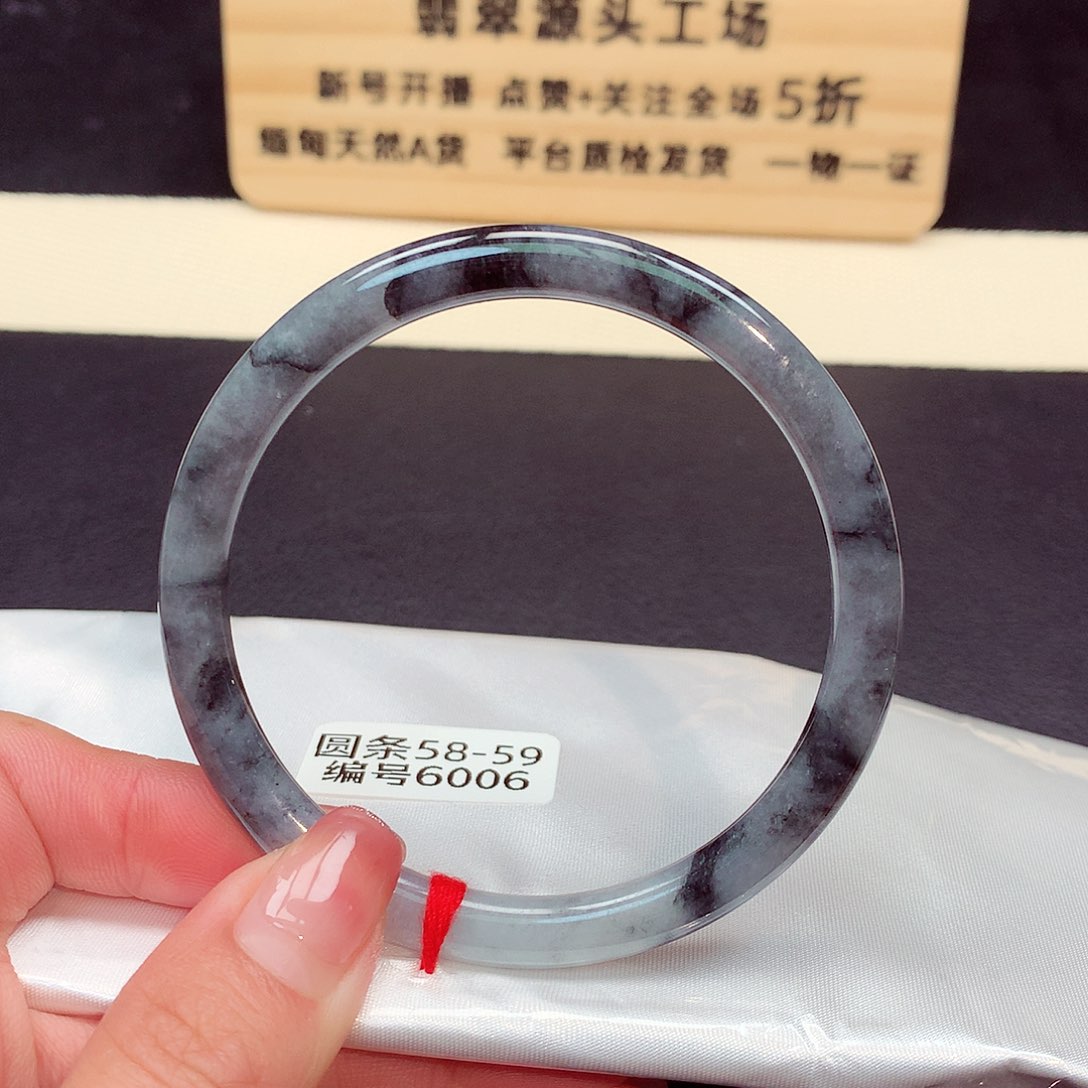 翡翠源头工场
新号开播 点赞+关注全场5折
缅甸天然A货 平台质检发货 一物一证
圆条58-59
编号6006